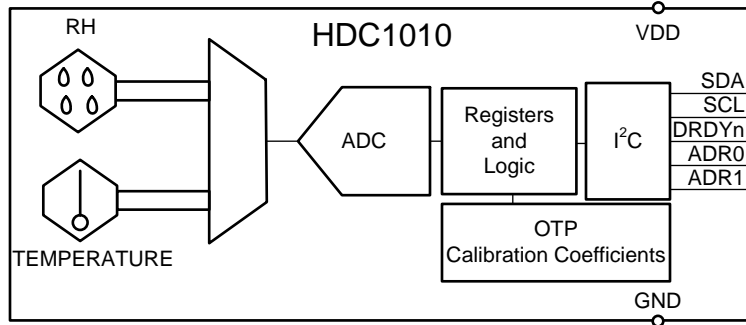 RH
HDC1010
VDD
TEMPERATURE
ADC
Registers
and
Logic
I²C
SDA
SCL
DRDYn
ADR0
ADR1
OTP
Calibration Coefficients
GND